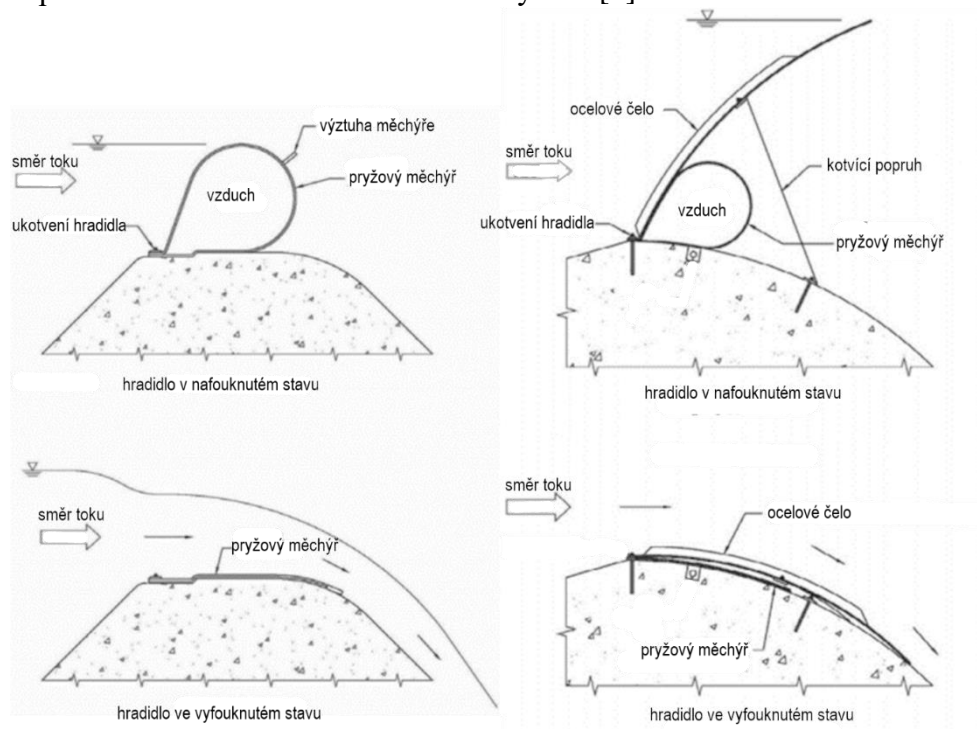 výztuha měchýře
směr toku
pryžový měchýř
vzduch
ukotvení hradidla
hradidlo v nafouknutém stavu
ocelové čelo
směr toku
kotvící popruh
vzduch
ukotvení hradidla
pryžový měchýř
hradidlo v nafouknutém stavu
směr toku
pryžový měchýř
hradidlo ve vyfouknutém stavu
směr toku
ocelové čelo
pryžový měchýř
hradidlo ve vyfouknutém stavu